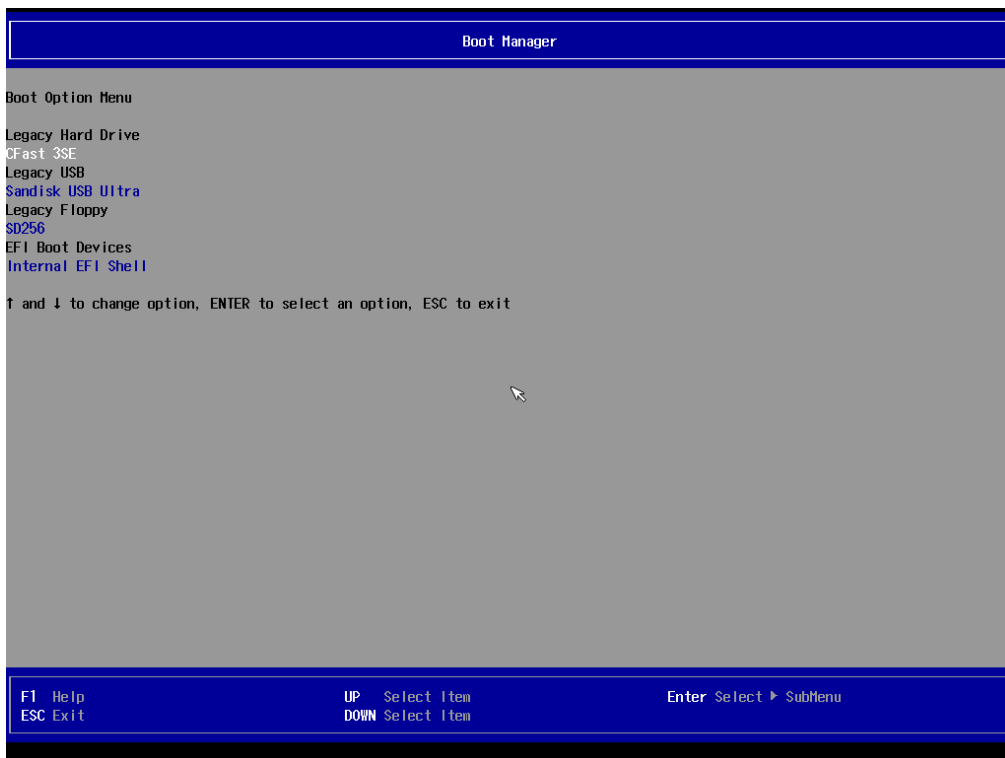 Boot Manager
Boot Option Menu
Legacy Hard Drive
CFast 3SE
Legacy USB
Sandisk USB Ultra
Legacy Floppy
SD256
EFI Boot Devices
Internal EFI Shell
↑ and ↓ to change option, ENTER to select an option, ESC to exit
F1 Help
ESC Exit
UP Select Item
DOWN Select Item
Enter Select ▶ SubMenu